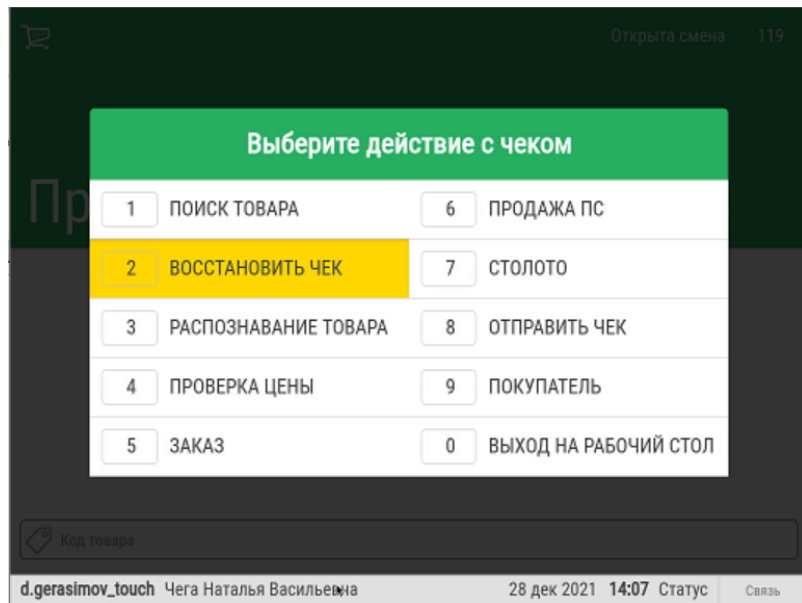 Открыта смена 119
Пр
Выберите действие с чеком
1 ПОИСК ТОВАРА
2 ВОССТАНОВИТЬ ЧЕК
3 РАСПОЗНАВАНИЕ ТОВАРА
4 ПРОВЕРКА ЦЕНЫ
5 ЗАКАЗ
6 ПРОДАЖА ПС
7 СТОЛОТО
8 ОТПРАВИТЬ ЧЕК
9 ПОКУПАТЕЛЬ
0 ВЫХОД НА РАБОЧИЙ СТОЛ
Код товара
d.gerasimov_touch Чега Наталья Васильевна 28 дек 2021 14:07 Статус Связь